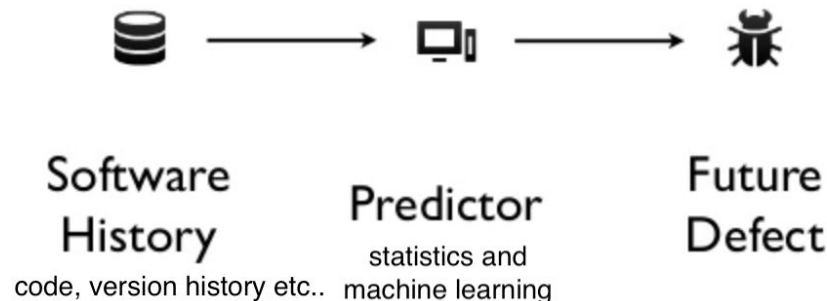 Software
History
code, version history etc..
Predictor
statistics and
machine learning
Future
Defect